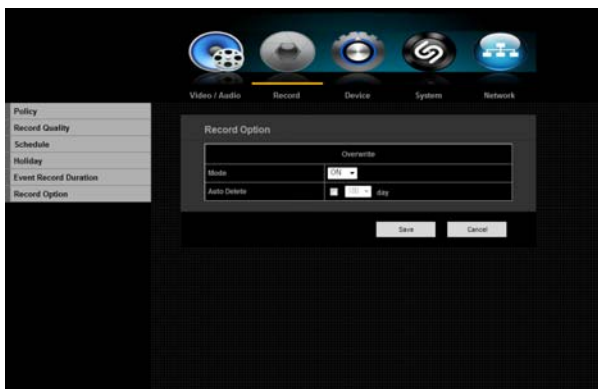 Video / Audio
Record
Device
System
Network
Policy
Record Quality
Schedule
Holiday
Event Record Duration
Record Option
Record Option
Overwrite
Mode ON
Auto Delete day
Save Cancel